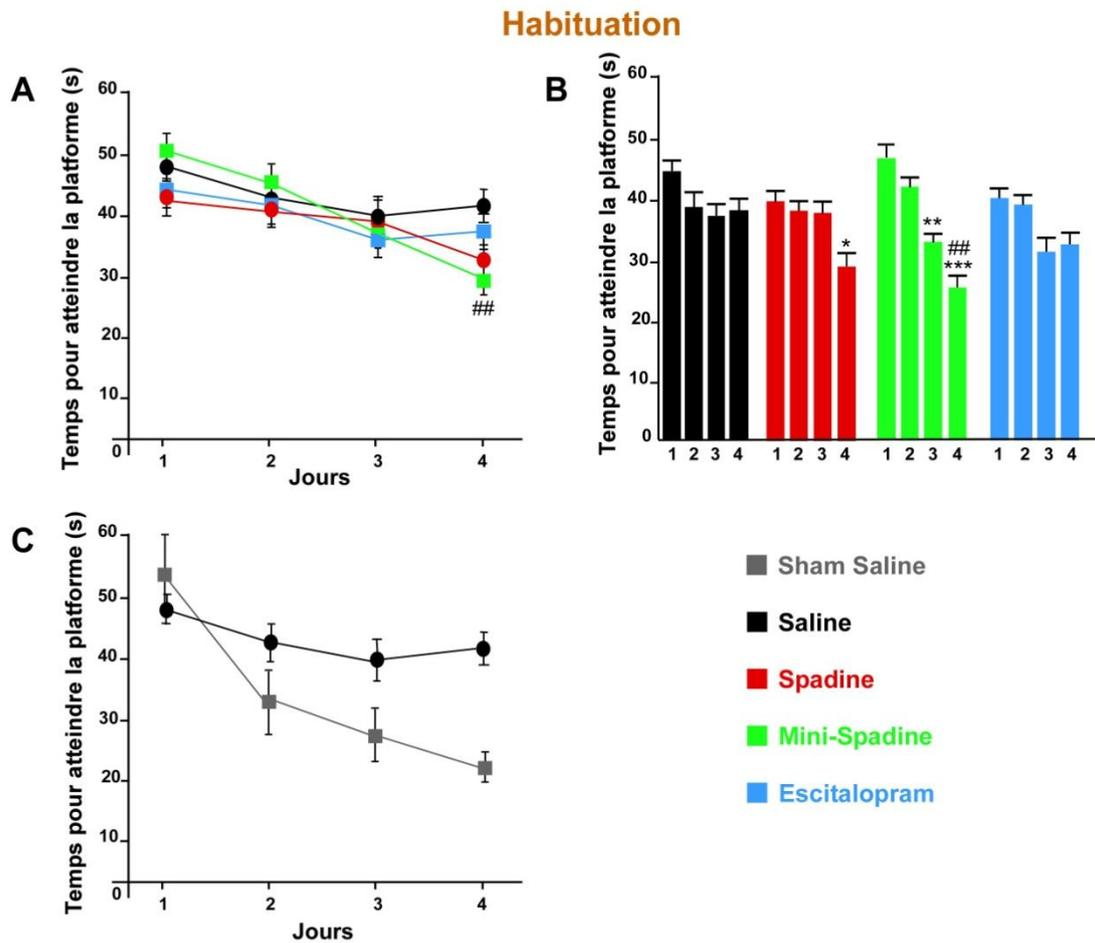 Habituation
A
Temps pour atteindre la platforme (s)
60
50
40
30
20
10
0
##
1 2 3 4
Jours
B
Temps pour atteindre la platforme (s)
60
50
40
30
20
10
0
*
**
##
***
1 2 3 4 1 2 3 4 1 2 3 4 1 2 3 4
C
Temps pour atteindre la platforme (s)
60
50
40
30
20
10
0
1 2 3 4
Jours
Sham Saline
Saline
Spadine
Mini-Spadine
Escitalopram